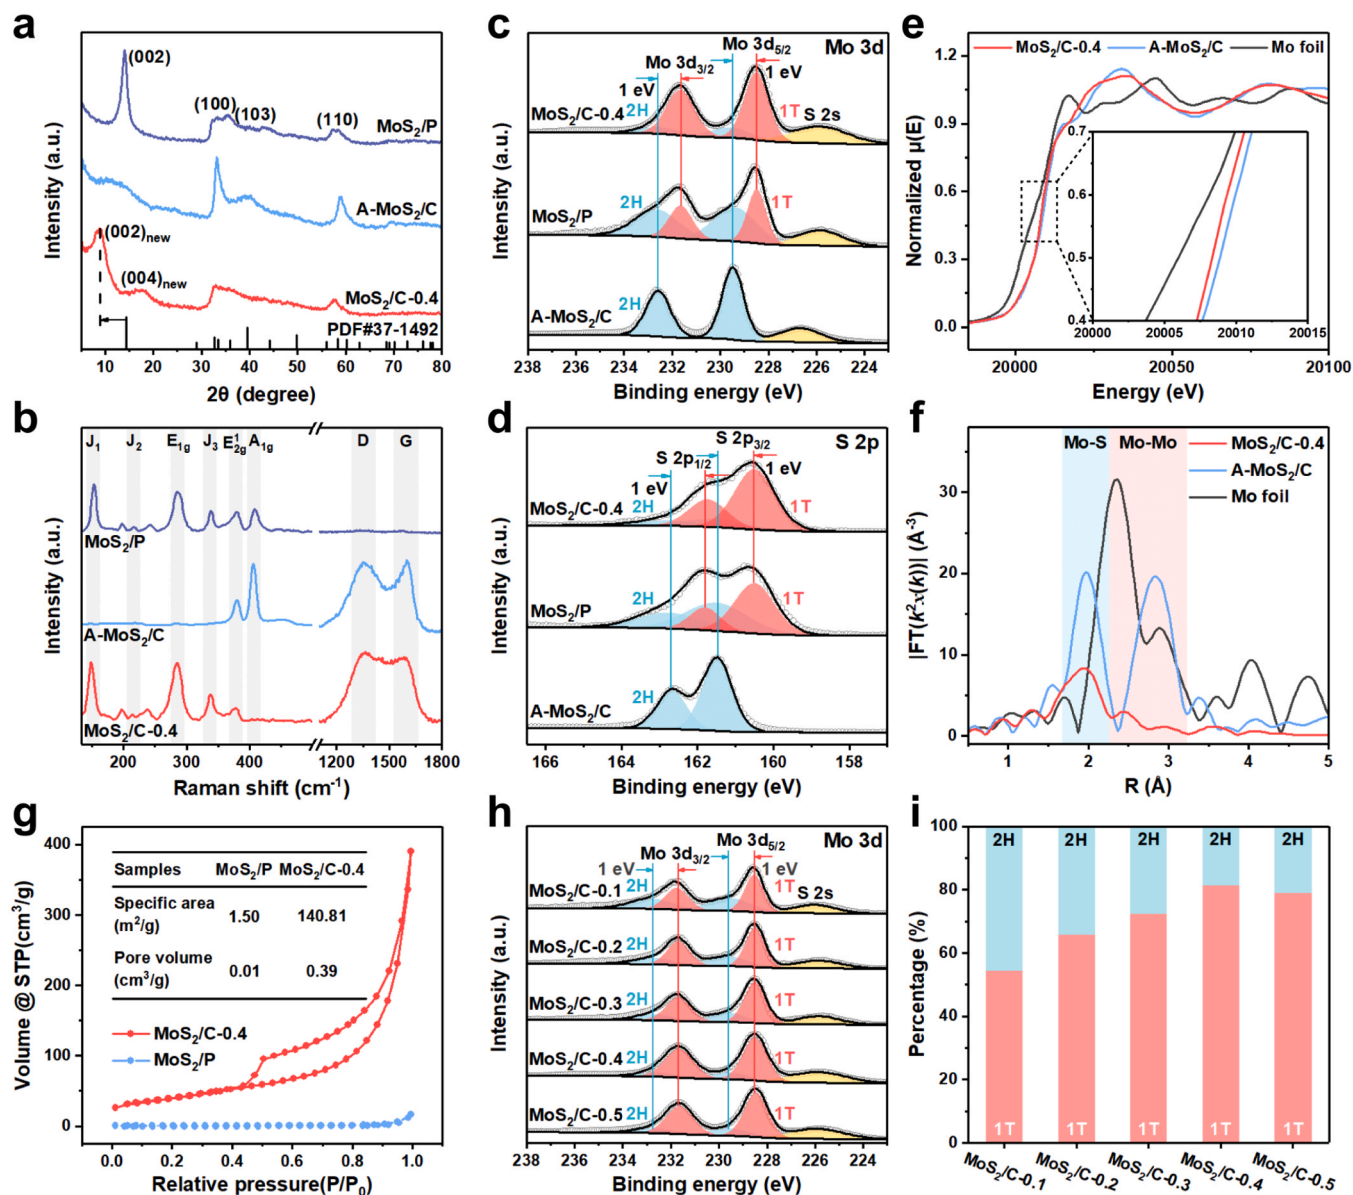 a
(002)
(100)
(103)
(110)
MoS₂/P
A-MoS₂/C
(002)new
(004)new
MoS₂/C-0.4
PDF#37-1492
Intensity (a.u.)
10 20 30 40 50 60 70 80
2θ (degree)
b
J₁ J₂ E₁g J₃ E¹₂g A₁g D G
MoS₂/P
A-MoS₂/C
MoS₂/C-0.4
Intensity (a.u.)
200 400 1200 1500 1800
Raman shift (cm⁻¹)
c
Mo 3d₅/₂ Mo 3d
Mo 3d₃/₂
1 eV 1 eV
2H 1T S 2s
MoS₂/C-0.4
2H 1T
MoS₂/P
2H
A-MoS₂/C
Intensity (a.u.)
238 236 234 232 230 228 226 224
Binding energy (eV)
d
S 2p₃/₂ S 2p
S 2p₁/₂
1 eV 1 eV
MoS₂/C-0.4 2H 1T
MoS₂/P 2H 1T
2H
A-MoS₂/C
Intensity (a.u.)
166 164 162 160 158
Binding energy (eV)
e
MoS₂/C-0.4 A-MoS₂/C Mo foil
1.2
0.9
0.6
0.3
0.0
Normalized μ(E)
0.7
0.6
0.5
0.4
20000 20005 20010 20015
20000 20050 20100
Energy (eV)
f
Mo-S Mo-Mo
MoS₂/C-0.4
A-MoS₂/C
Mo foil
30
20
10
0
|FT(k²χ(k))| (Å⁻³)
1 2 3 4 5
R (Å)
g
400
300
200
100
0
Volume @ STP(cm³/g)
Samples MoS₂/P MoS₂/C-0.4
Specific area
(m²/g) 1.50 140.81
Pore volume
(cm³/g) 0.01 0.39
MoS₂/C-0.4
MoS₂/P
0.0 0.2 0.4 0.6 0.8 1.0
Relative pressure(P/P₀)
h
Mo 3d₅/₂ Mo 3d
Mo 3d₃/₂
1 eV 1 eV
MoS₂/C-0.1 2H 1T S 2s
MoS₂/C-0.2 2H 1T
MoS₂/C-0.3 2H 1T
MoS₂/C-0.4 2H 1T
MoS₂/C-0.5 2H 1T
Intensity (a.u.)
238 236 234 232 230 228 226 224
Binding energy (eV)
i
100
80
60
40
20
0
Percentage (%)
2H 2H 2H 2H 2H
1T 1T 1T 1T 1T
MoS₂/C-0.1
MoS₂/C-0.2
MoS₂/C-0.3
MoS₂/C-0.4
MoS₂/C-0.5